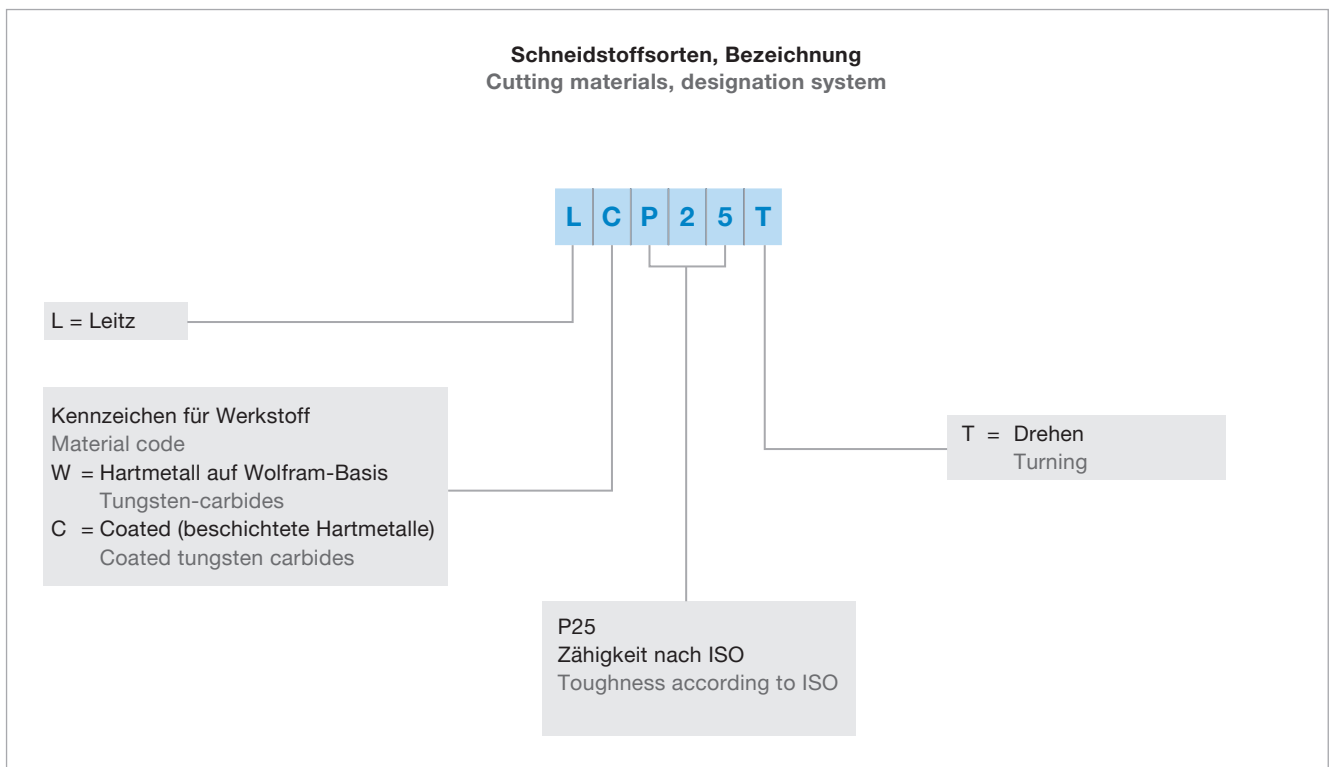 Schneidstoffsorten, Bezeichnung
Cutting materials, designation system
L C P 2 5 T
L = Leitz
Kennzeichen für Werkstoff
Material code
W = Hartmetall auf Wolfram-Basis
Tungsten-carbides
C = Coated (beschichtete Hartmetalle)
Coated tungsten carbides
T = Drehen
Turning
P25
Zähigkeit nach ISO
Toughness according to ISO